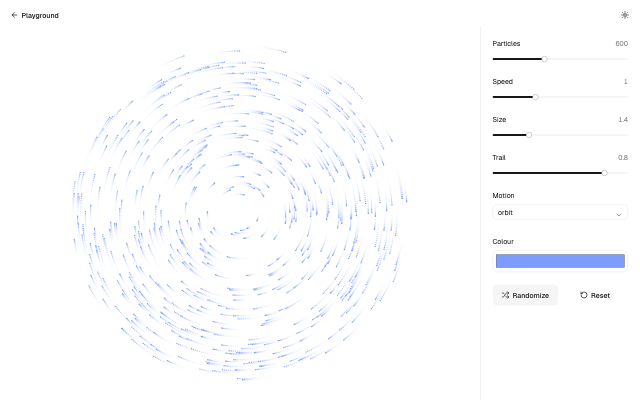 Playground
Particles 600
Speed 1
Size 1.4
Trail 0.8
Motion
orbit
Colour
Randomize Reset